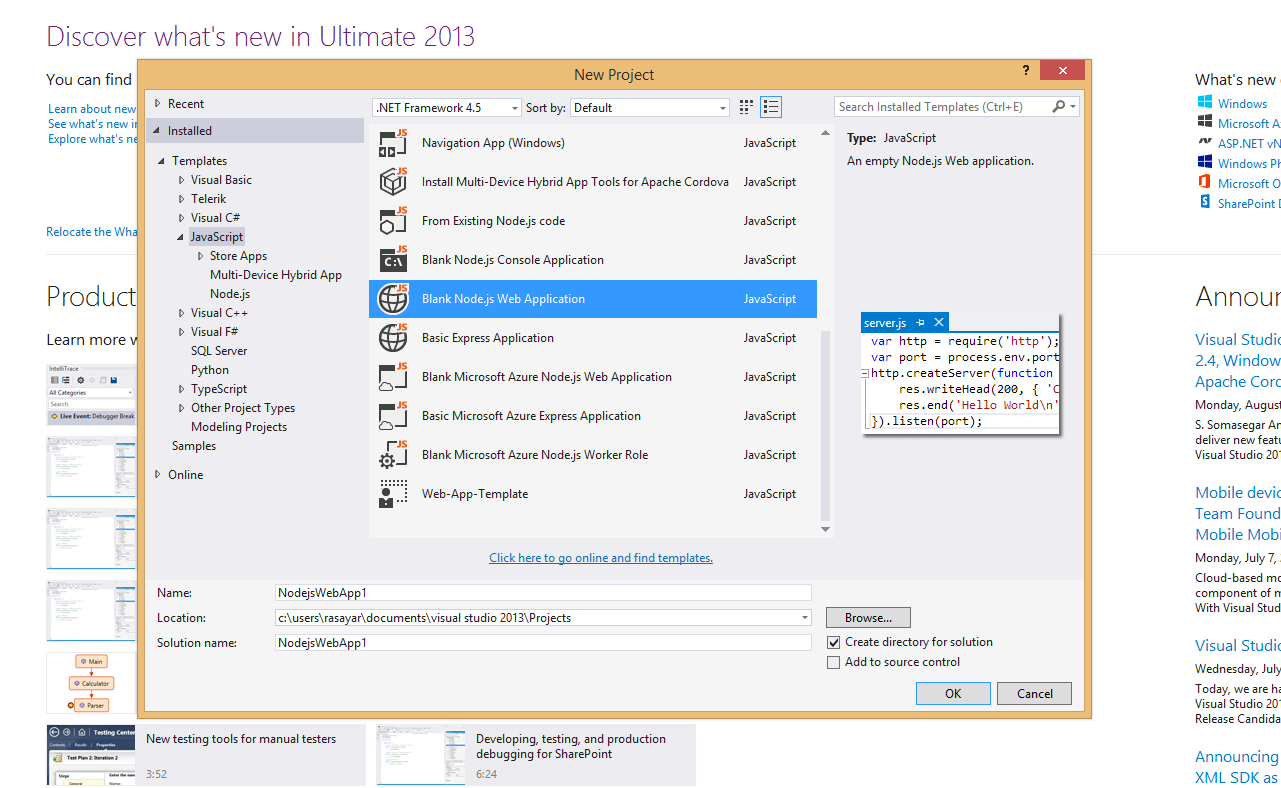 Discover what's new in Ultimate 2013
You can find
Learn about new
See what's new in
Explore what's ne
Relocate the Wha
Product
Learn more w
IntelliTrace
All Categories
Search
Live Event: Debugger Break
Main
Calculator
Parser
Testing Center
Contents Results Properties
Test Plan 2: Iteration 2
Steps
General
Enter the nam
Name:
New testing tools for manual testers
3:52
Developing, testing, and production
debugging for SharePoint
6:24
New Project
?
Recent
Installed
Templates
Visual Basic
Telerik
Visual C#
JavaScript
Store Apps
Multi-Device Hybrid App
Node.js
Visual C++
Visual F#
SQL Server
Python
TypeScript
Other Project Types
Modeling Projects
Samples
Online
.NET Framework 4.5 Sort by: Default
Search Installed Templates (Ctrl+E)
Navigation App (Windows) JavaScript
Install Multi-Device Hybrid App Tools for Apache Cordova JavaScript
From Existing Node.js code JavaScript
Blank Node.js Console Application JavaScript
Blank Node.js Web Application JavaScript
Basic Express Application JavaScript
Blank Microsoft Azure Node.js Web Application JavaScript
Basic Microsoft Azure Express Application JavaScript
Blank Microsoft Azure Node.js Worker Role JavaScript
Web-App-Template JavaScript
Click here to go online and find templates.
Type: JavaScript
An empty Node.js Web application.
server.js
var http = require('http');
var port = process.env.port
http.createServer(function
res.writeHead(200, { 'C
res.end('Hello World\n'
}).listen(port);
Name: NodejsWebApp1
Location: c:\users\rasayar\documents\visual studio 2013\Projects
Browse...
Solution name: NodejsWebApp1
Create directory for solution
Add to source control
OK Cancel
What's new
Windows
Microsoft A
ASP.NET vN
Windows Ph
Microsoft O
SharePoint D
Announ
Visual Studio
2.4, Window
Apache Cord
Monday, August
S. Somasegar An
deliver new featu
Visual Studio 201
Mobile devic
Team Found
Mobile Mobi
Monday, July 7,
Cloud-based mo
component of m
With Visual Stud
Visual Studio
Wednesday, July
Today, we are ha
Visual Studio 201
Release Candida
Announcing
XML SDK as